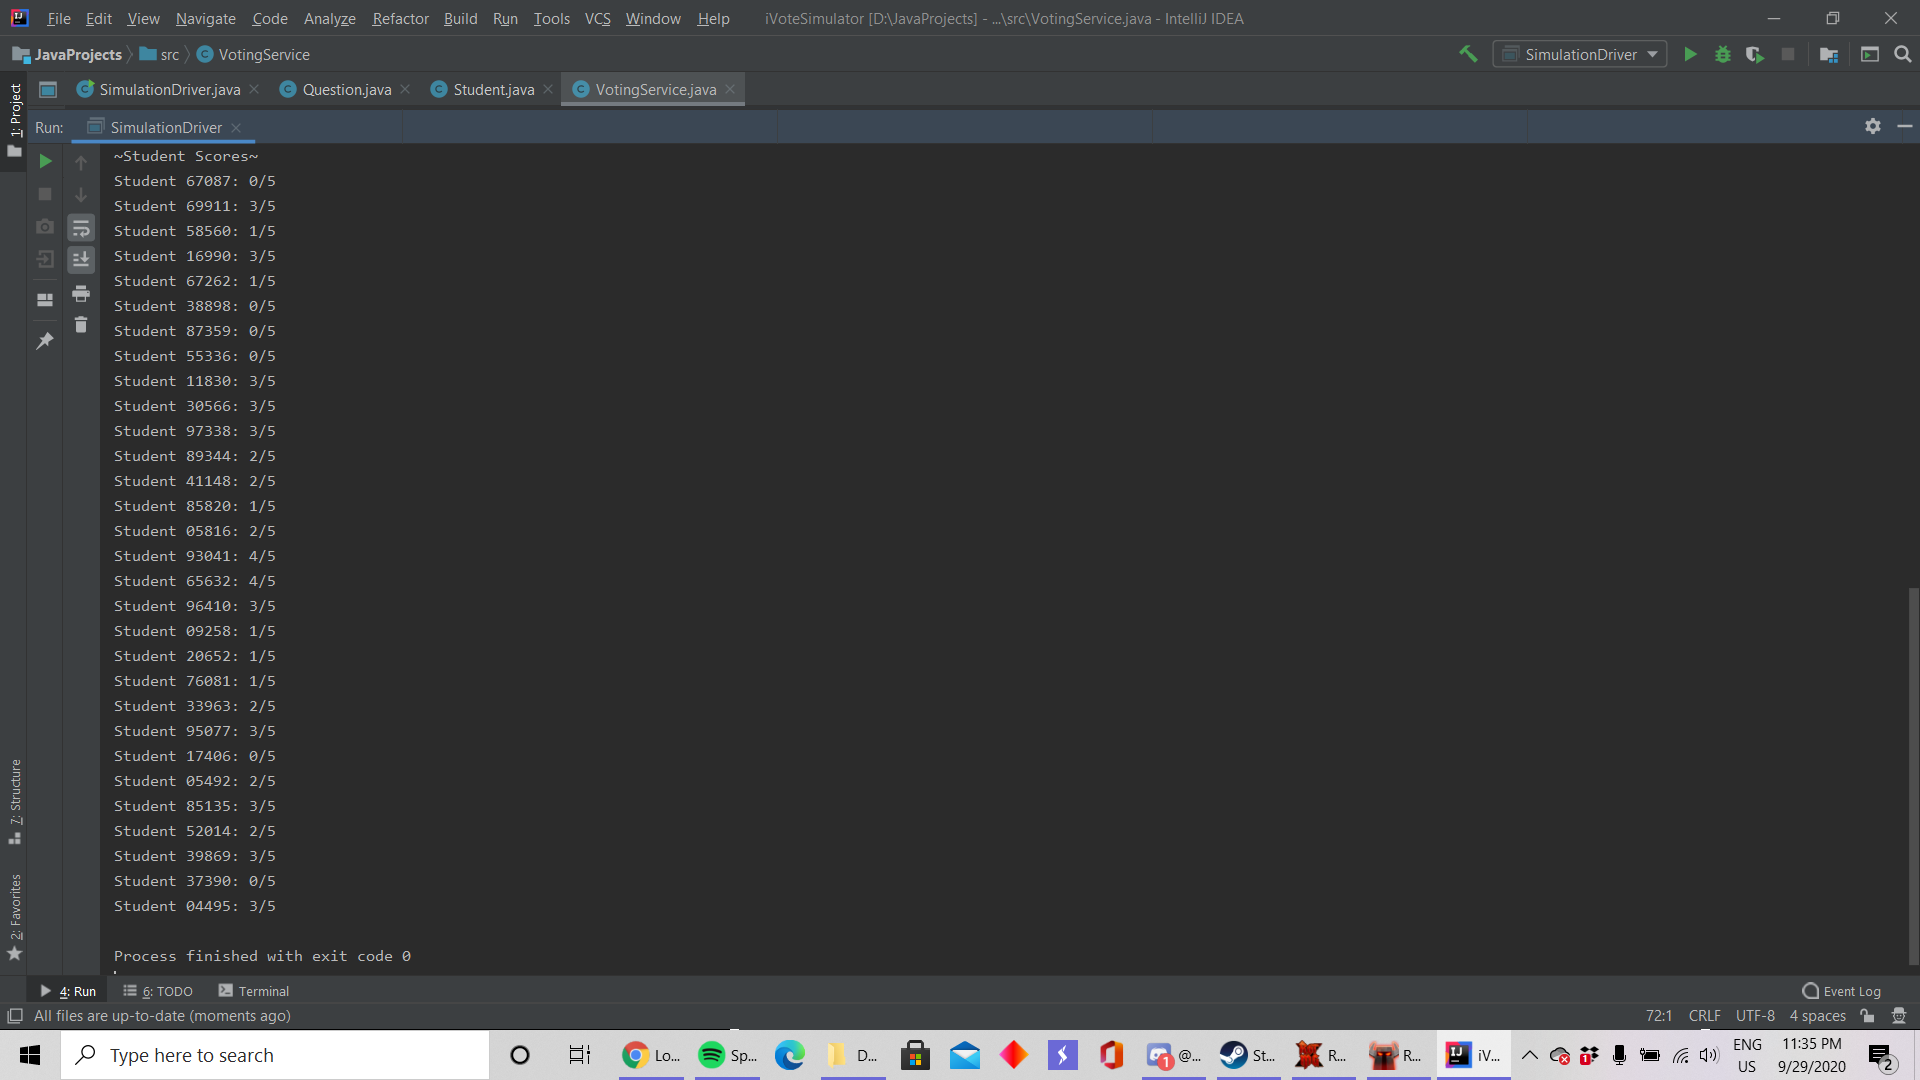 File Edit View Navigate Code Analyze Refactor Build Run Tools VCS Window Help iVoteSimulator [D:\JavaProjects] - ...\src\VotingService.java - IntelliJ IDEA
JavaProjects src VotingService SimulationDriver
SimulationDriver.java Question.java Student.java VotingService.java
1: Project
Run: SimulationDriver
~Student Scores~
Student 67087: 0/5
Student 69911: 3/5
Student 58560: 1/5
Student 16990: 3/5
Student 67262: 1/5
Student 38898: 0/5
Student 87359: 0/5
Student 55336: 0/5
Student 11830: 3/5
Student 30566: 3/5
Student 97338: 3/5
Student 89344: 2/5
Student 41148: 2/5
Student 85820: 1/5
Student 05816: 2/5
Student 93041: 4/5
Student 65632: 4/5
Student 96410: 3/5
Student 09258: 1/5
Student 20652: 1/5
Student 76081: 1/5
Student 33963: 2/5
Student 95077: 3/5
Student 17406: 0/5
Student 05492: 2/5
Student 85135: 3/5
Student 52014: 2/5
Student 39869: 3/5
Student 37390: 0/5
Student 04495: 3/5
Process finished with exit code 0
7: Structure
2: Favorites
4: Run 6: TODO Terminal Event Log
All files are up-to-date (moments ago) 72:1 CRLF UTF-8 4 spaces
Type here to search Lo... Sp... D... @... St... R... R... iV... ENG 11:35 PM
US 9/29/2020 2